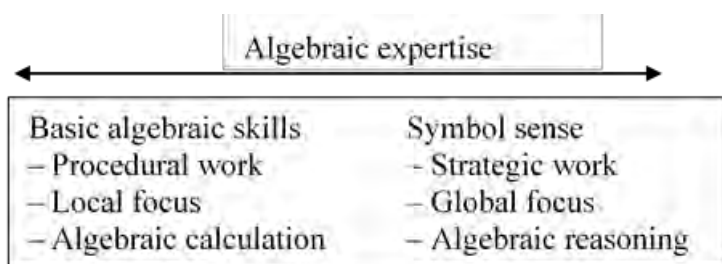 Algebraic expertise
Basic algebraic skills
– Procedural work
– Local focus
– Algebraic calculation
Symbol sense
- Strategic work
– Global focus
– Algebraic reasoning